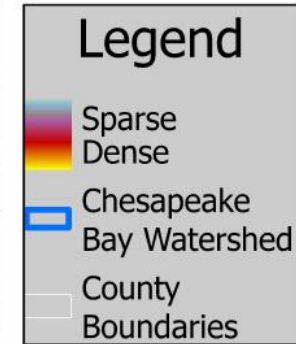 Legend
Sparse
Dense
Chesapeake
Bay Watershed
County
Boundaries